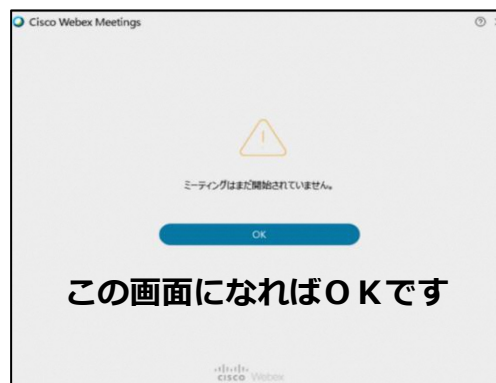 Cisco Webex Meetings
ミーティングはまだ開始されていません。
OK
この画面になればＯＫです
cisco Webex